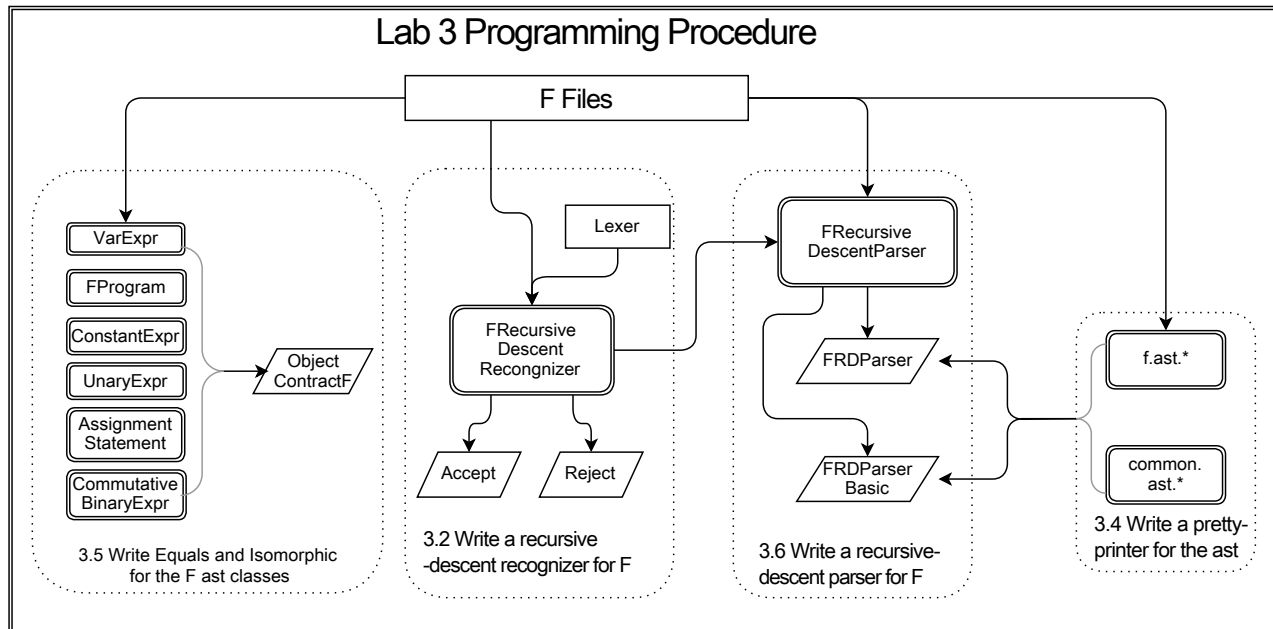 Lab 3 Programming Procedure
F Files
VarExpr
FProgram
ConstantExpr
UnaryExpr
Assignment
Statement
Commutative
BinaryExpr
Object
ContractF
3.5 Write Equals and Isomorphic
for the F ast classes
Lexer
FRecursive
Descent
Recongnizer
Accept
Reject
3.2 Write a recursive
-descent recognizer for F
FRecursive
DescentParser
FRDParser
FRDParser
Basic
3.6 Write a recursive-
descent parser for F
f.ast.*
common.
ast.*
3.4 Write a pretty-
printer for the ast